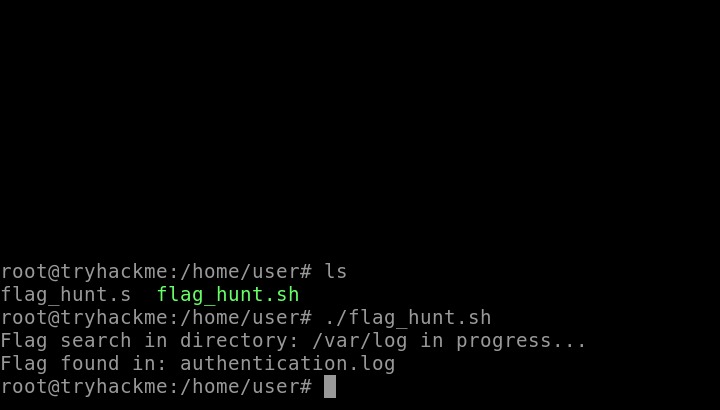 root@tryhackme:/home/user# ls
flag_hunt.s  flag_hunt.sh
root@tryhackme:/home/user# ./flag_hunt.sh
Flag search in directory: /var/log in progress...
Flag found in: authentication.log
root@tryhackme:/home/user#